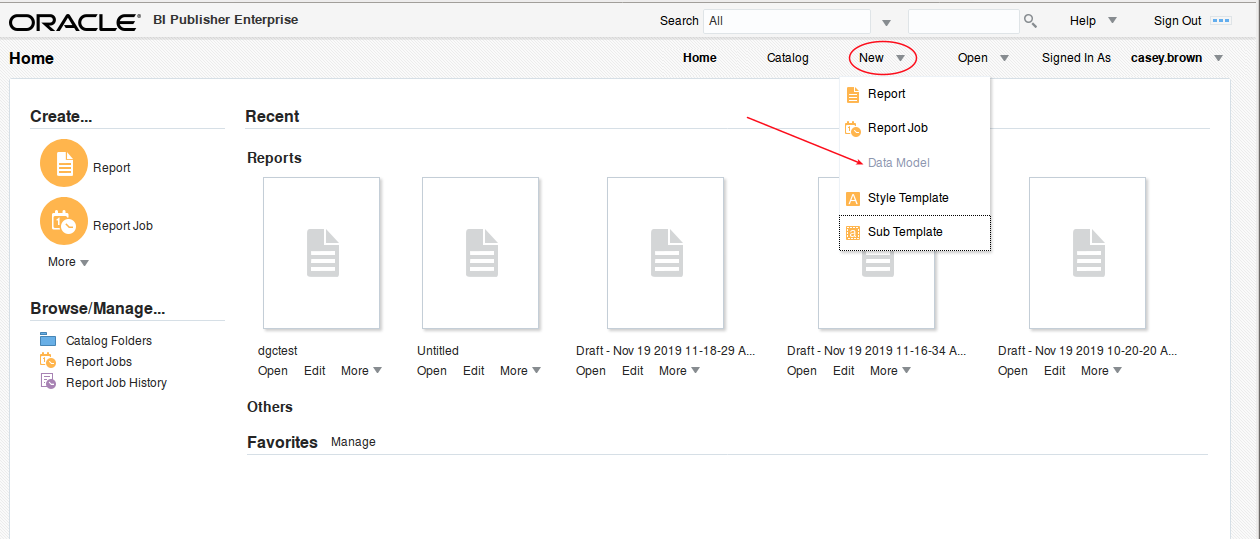 ORACLE® BI Publisher Enterprise Search All Help Sign Out
Home Home Catalog New Open Signed In As casey.brown
Report
Report Job
Data Model
Style Template
Sub Template
Create...
Report
Report Job
More
Browse/Manage...
Catalog Folders
Report Jobs
Report Job History
Recent
Reports
dgctest
Open Edit More
Untitled
Open Edit More
Draft - Nov 19 2019 11-18-29 A...
Open Edit More
Draft - Nov 19 2019 11-16-34 A...
Open Edit More
Draft - Nov 19 2019 10-20-20 A...
Open Edit More
Others
Favorites Manage